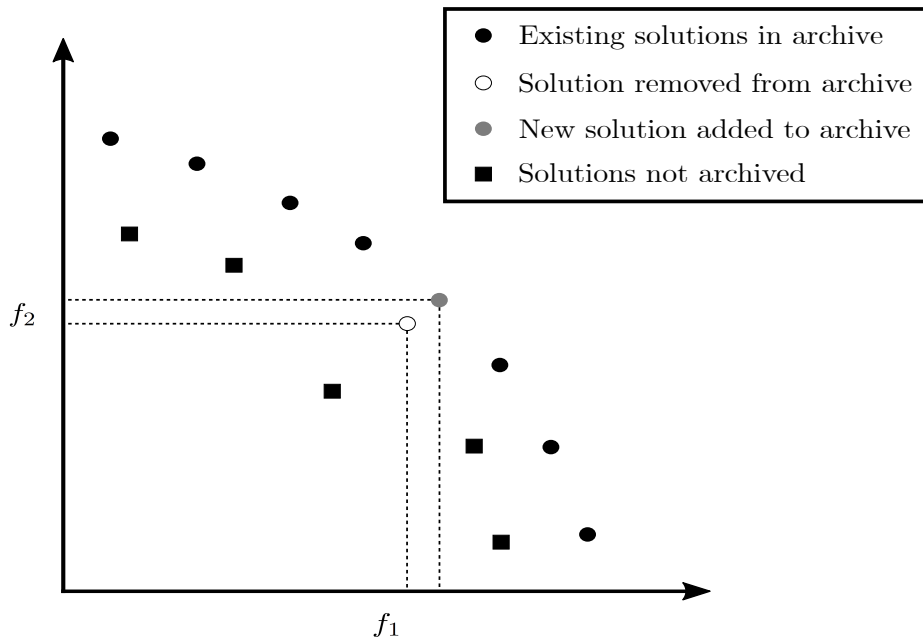 Existing solutions in archive
Solution removed from archive
New solution added to archive
Solutions not archived
f₂
f₁